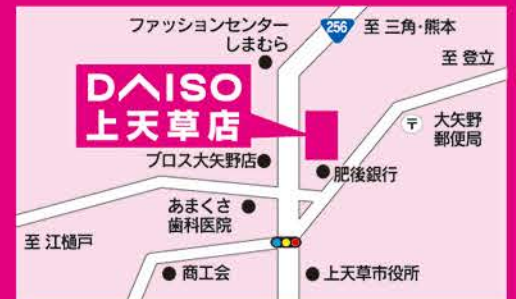 ファッションセンター
しまむら
256
至 三角・熊本
至 登立
DAISO
上天草店
〒
大矢野
郵便局
プロス大矢野店
肥後銀行
あまくさ
歯科医院
至 江樋戸
商工会
上天草市役所